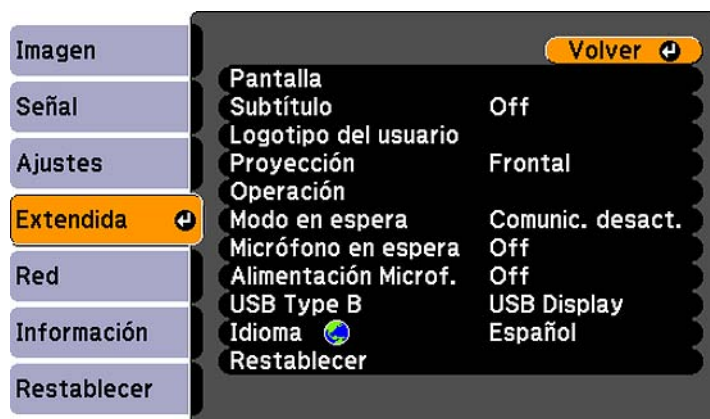 Imagen
Señal
Ajustes
Extendida
Red
Información
Restablecer
Volver
Pantalla
Subtítulo Off
Logotipo del usuario
Proyección Frontal
Operación
Modo en espera Comunic. desact.
Micrófono en espera Off
Alimentación Microf. Off
USB Type B USB Display
Idioma Español
Restablecer